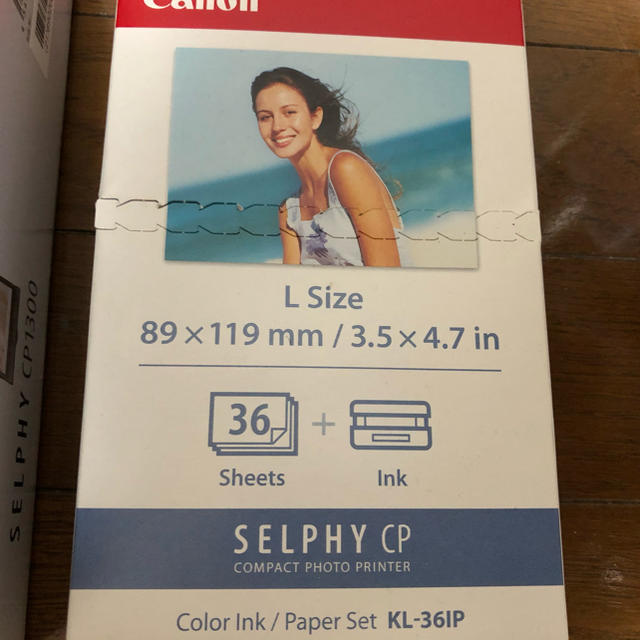 Canon
L Size
89 × 119 mm / 3.5 × 4.7 in
36 +
Sheets Ink
SELPHY CP
COMPACT PHOTO PRINTER
Color Ink / Paper Set KL-36IP
SELPHY CP1300